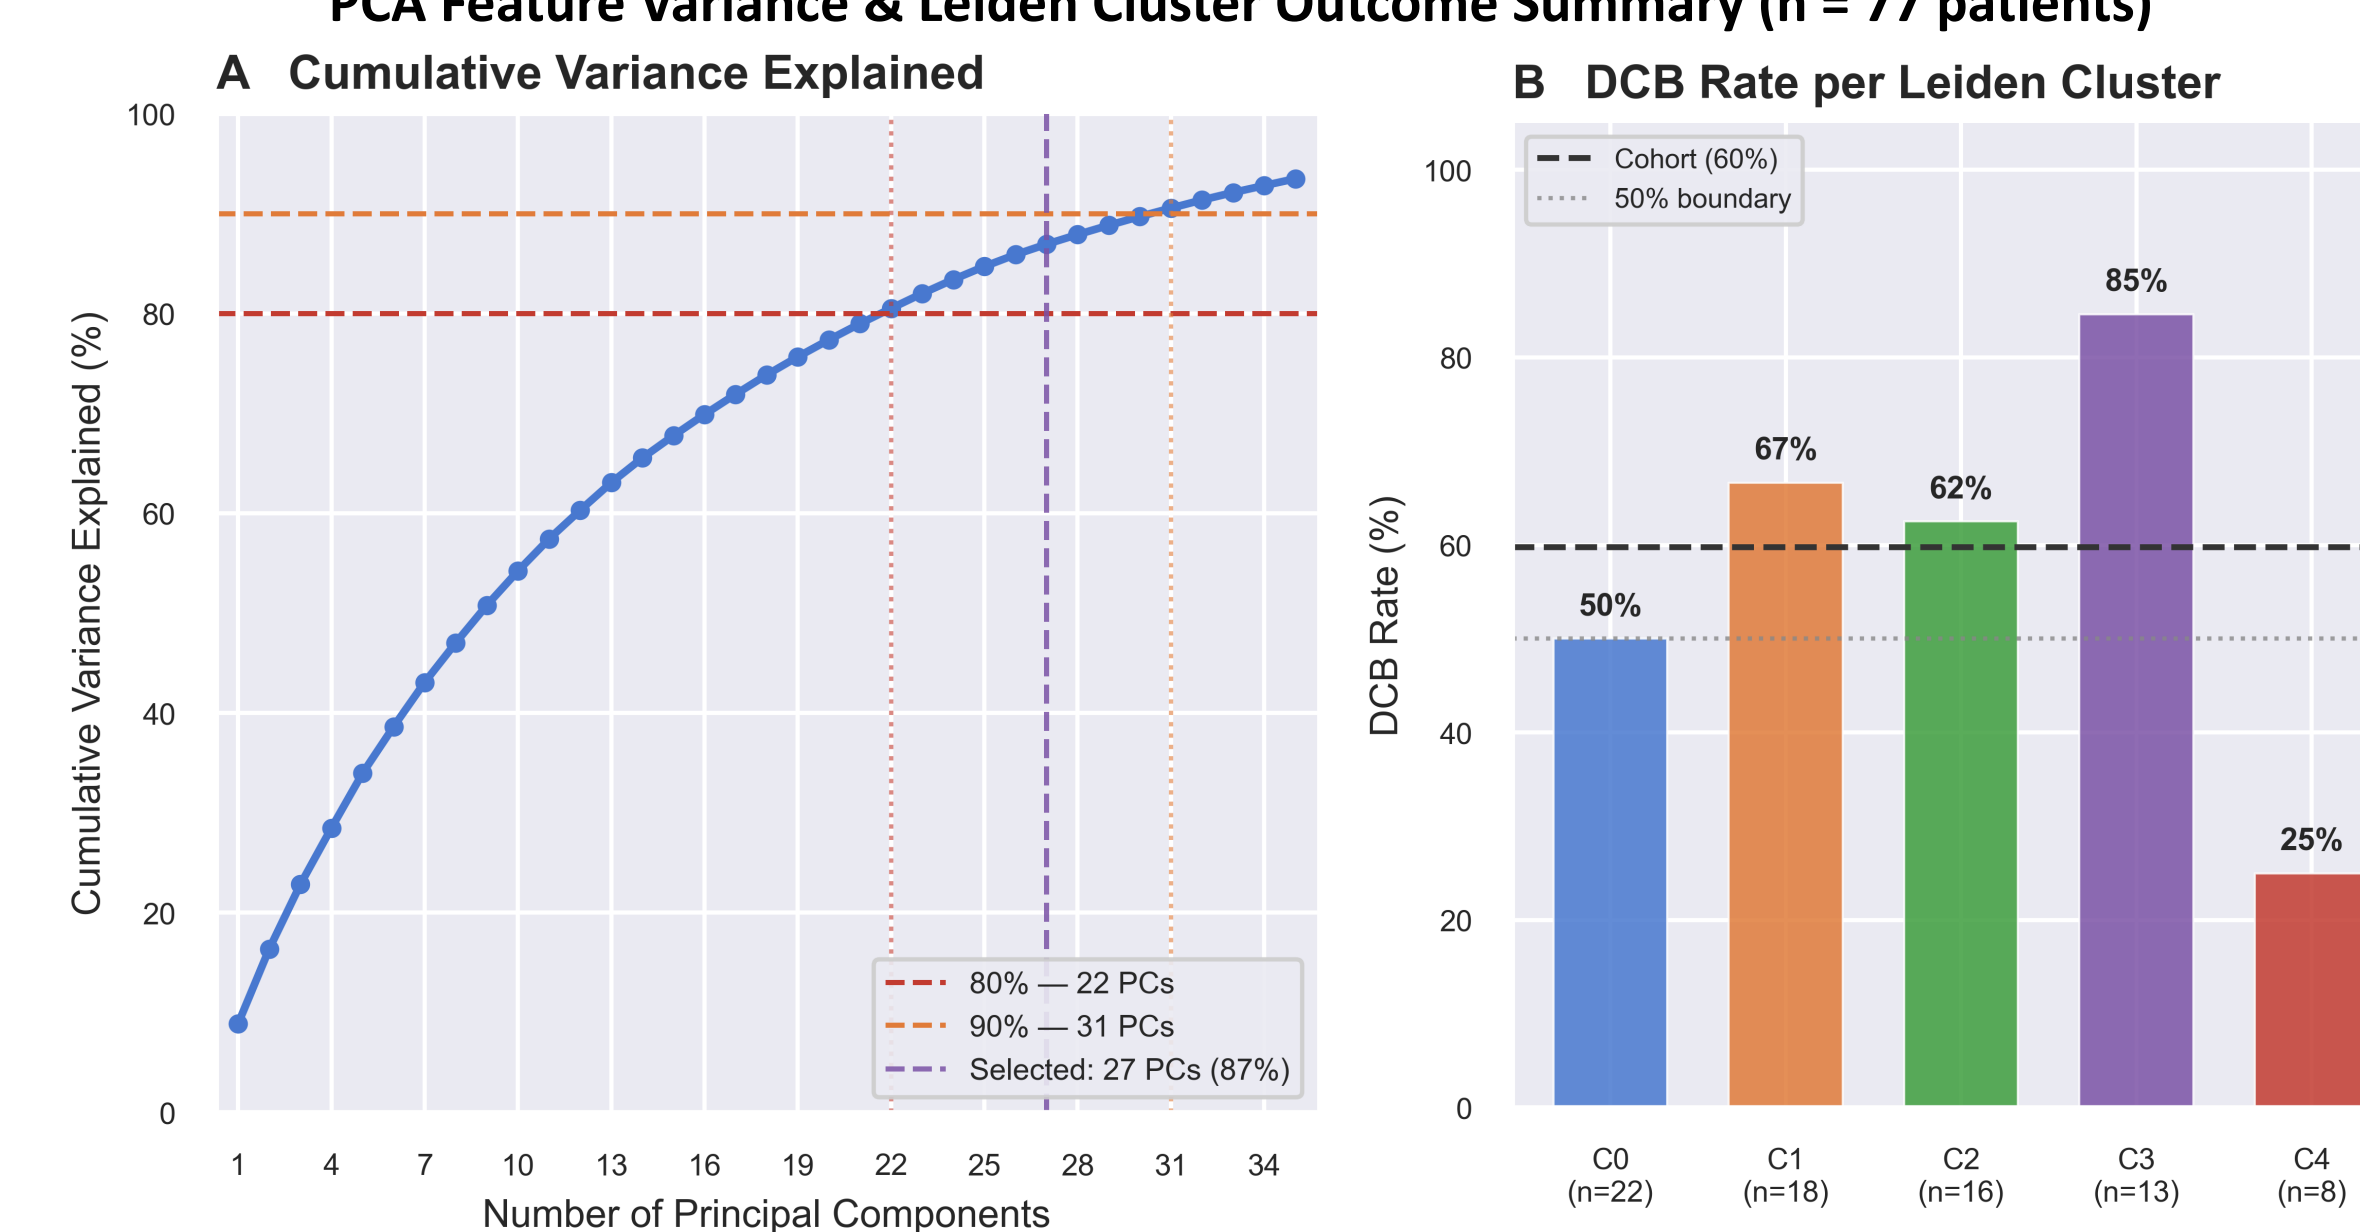 PCA Feature Variance & Leiden Cluster Outcome Summary (n = 77 patients)
A Cumulative Variance Explained
100
80
60
40
20
0
Cumulative Variance Explained (%)
80% — 22 PCs
90% — 31 PCs
Selected: 27 PCs (87%)
1 4 7 10 13 16 19 22 25 28 31 34
Number of Principal Components
B DCB Rate per Leiden Cluster
Cohort (60%)
50% boundary
100
80
60
40
20
0
DCB Rate (%)
50%
67%
62%
85%
25%
C0 C1 C2 C3 C4
(n=22) (n=18) (n=16) (n=13) (n=8)